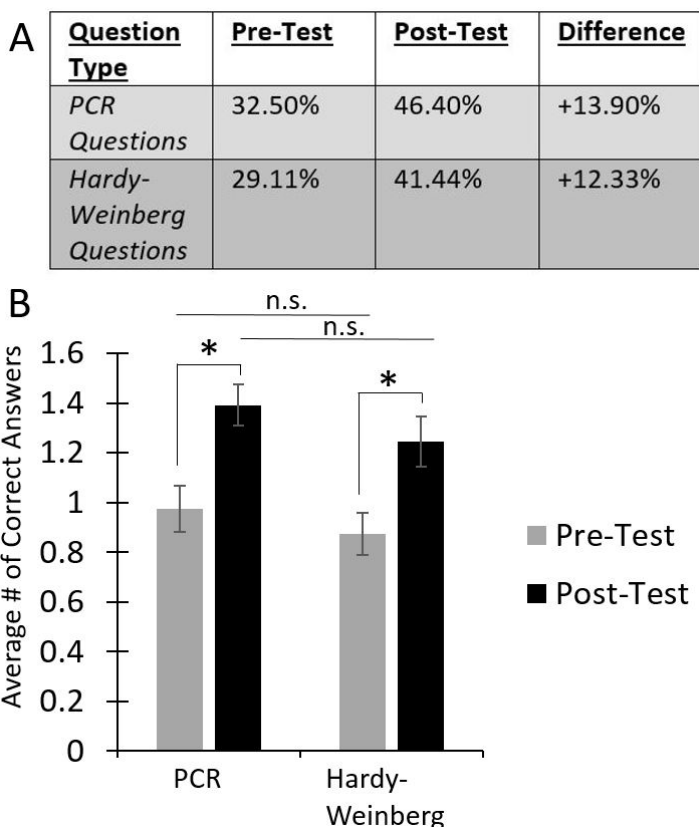 A
Question Type Pre-Test Post-Test Difference
PCR Questions 32.50% 46.40% +13.90%
Hardy-Weinberg Questions 29.11% 41.44% +12.33%
B
n.s.
n.s.
*
*
Average # of Correct Answers
1.6
1.4
1.2
1
0.8
0.6
0.4
0.2
0
PCR
Hardy-
Weinberg
Pre-Test
Post-Test